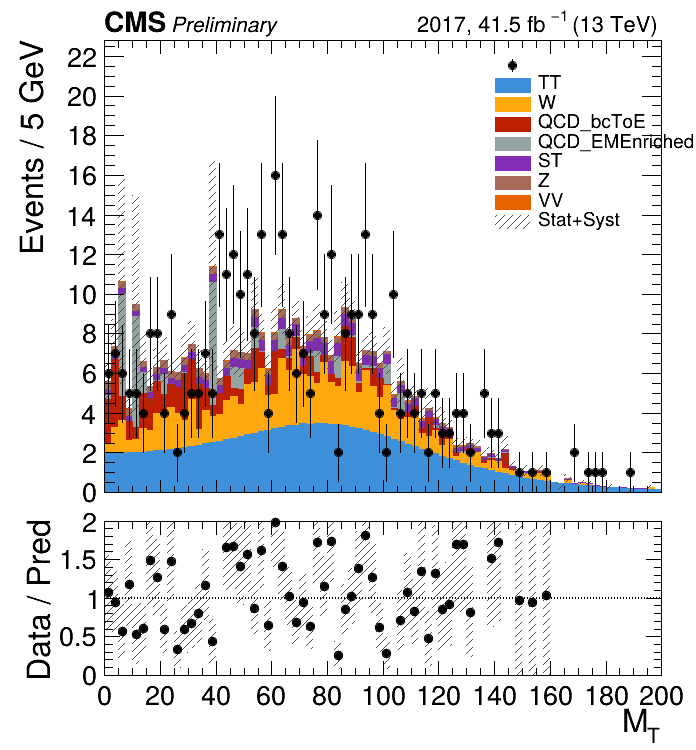 CMS Preliminary 2017, 41.5 fb⁻¹ (13 TeV)
Events / 5 GeV
22
20
18
16
14
12
10
8
6
4
2
0
TT
W
QCD_bcToE
QCD_EMEnriched
ST
Z
VV
Stat+Syst
Data / Pred
2
1.5
1
0.5
0
0 20 40 60 80 100 120 140 160 180 200
M_T